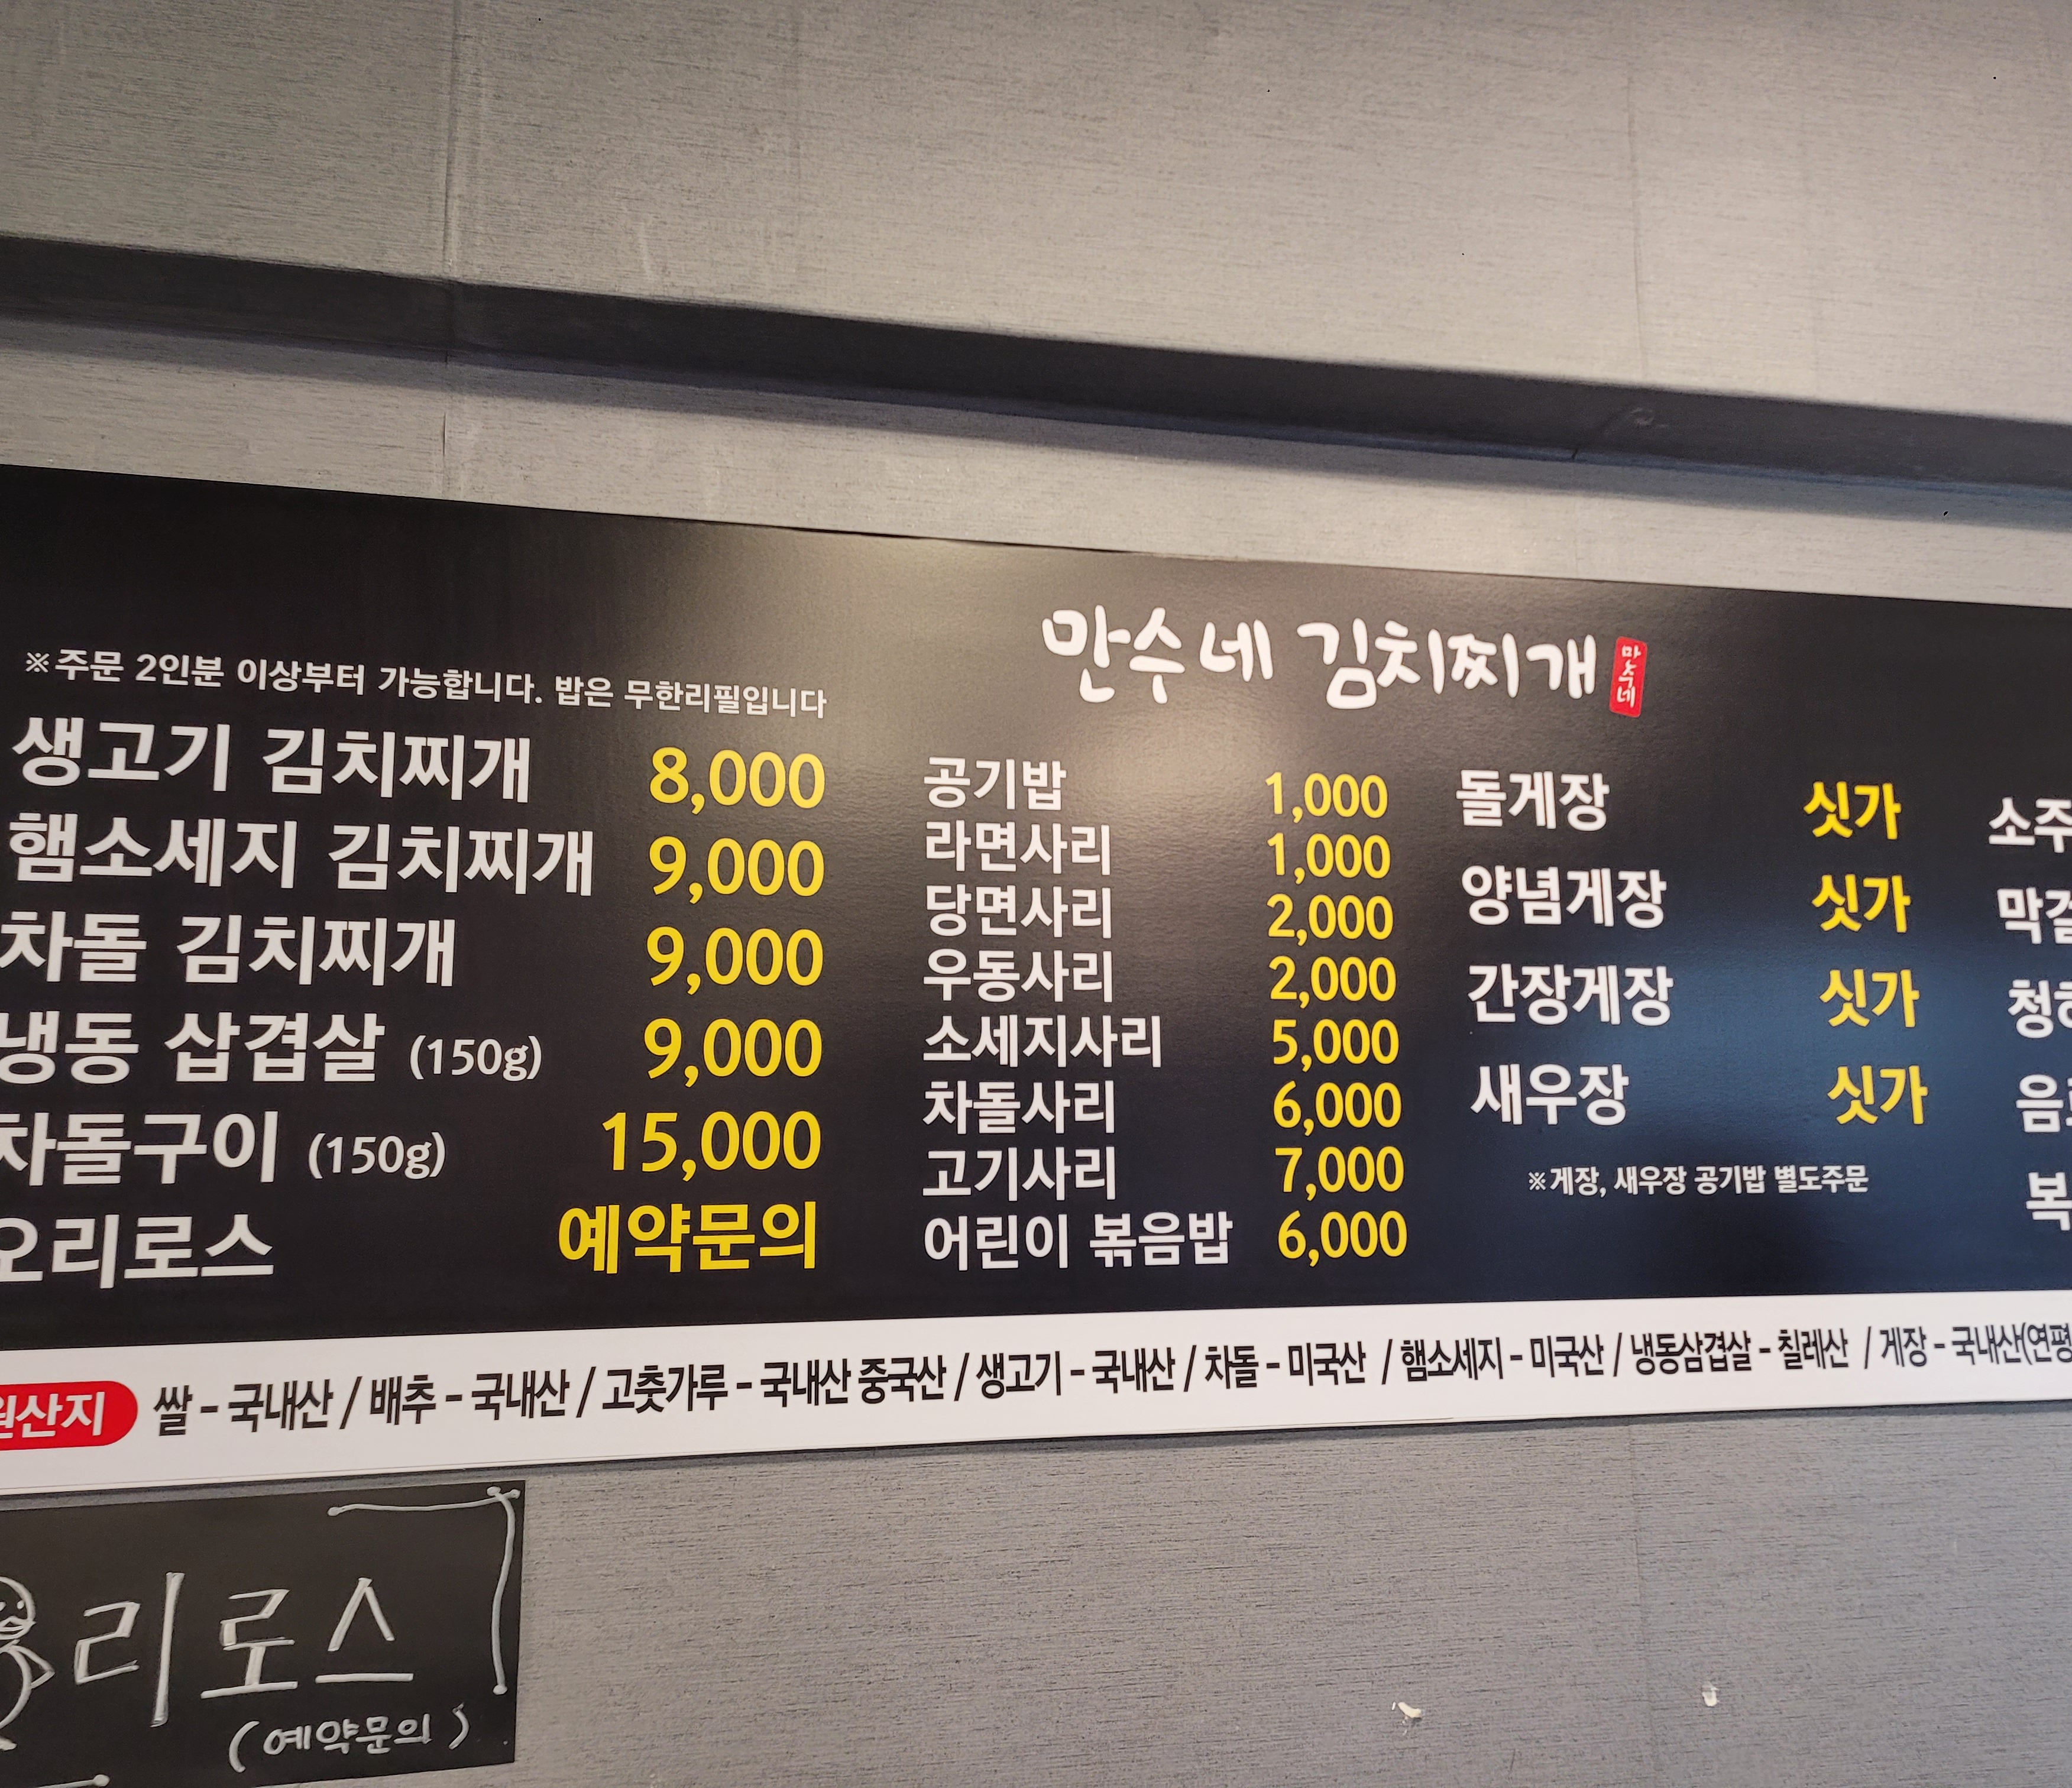 만수네 김치찌개 만수네
※주문 2인분 이상부터 가능합니다. 밥은 무한리필입니다
생고기 김치찌개 8,000
햄소세지 김치찌개 9,000
차돌 김치찌개 9,000
냉동 삼겹살 (150g) 9,000
차돌구이 (150g) 15,000
오리로스 예약문의
공기밥 1,000
라면사리 1,000
당면사리 2,000
우동사리 2,000
소세지사리 5,000
차돌사리 6,000
고기사리 7,000
어린이 볶음밥 6,000
돌게장 싯가
양념게장 싯가
간장게장 싯가
새우장 싯가
※게장, 새우장 공기밥 별도주문
소주
원산지 쌀 - 국내산 / 배추 - 국내산 / 고춧가루 - 국내산 중국산 / 생고기 - 국내산 / 차돌 - 미국산 / 햄소세지 - 미국산 / 냉동삼겹살 - 칠레산 / 게장 - 국내산(연평
리로스
(예약문의)